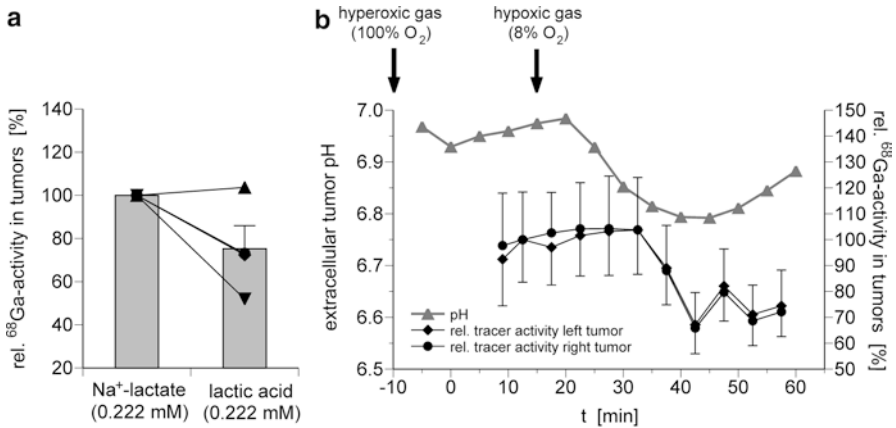 a
rel. ⁶⁸Ga-activity in tumors [%]
140
120
100
80
60
40
20
Na⁺-lactate
(0.222 mM)
lactic acid
(0.222 mM)
b
hyperoxic gas
(100% O₂)
hypoxic gas
(8% O₂)
extracellular tumor pH
7.0
6.9
6.8
6.7
6.6
6.5
pH
rel. tracer activity left tumor
rel. tracer activity right tumor
-10
0
10
20
30
40
50
60
t [min]
150
140
130
120
110
100
90
80
70
60
50
rel. ⁶⁸Ga-activity in tumors
[%]